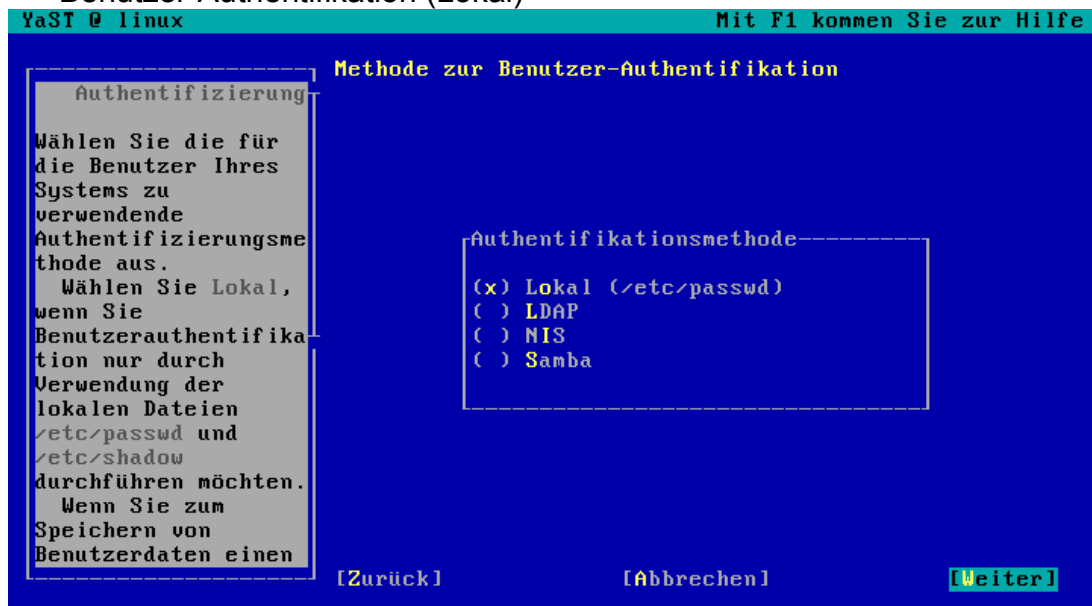 Benutzer-Authentifikation (Lokal)
YaST @ linux Mit F1 kommen Sie zur Hilfe
Methode zur Benutzer-Authentifikation
Authentifizierung
Wählen Sie die für
die Benutzer Ihres
Systems zu
verwendende
Authentifizierungsme
thode aus.
Wählen Sie Lokal,
wenn Sie
Benutzerauthentifika
tion nur durch
Verwendung der
lokalen Dateien
/etc/passwd und
/etc/shadow
durchführen möchten.
Wenn Sie zum
Speichern von
Benutzerdaten einen
Authentifikationsmethode
(x) Lokal (/etc/passwd)
( ) LDAP
( ) NIS
( ) Samba
[Zurück] [Abbrechen] [Weiter]